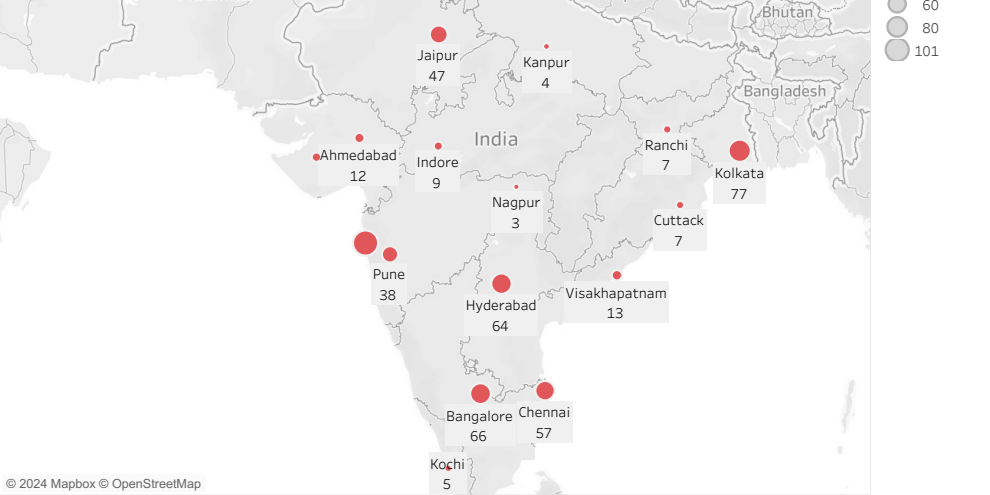 60
Bhutan
80
101
Jaipur
47
Kanpur
4
Bangladesh
India
Ahmedabad
12
Indore
9
Ranchi
7
Kolkata
77
Nagpur
3
Cuttack
7
Pune
38
Hyderabad
64
Visakhapatnam
13
Bangalore
66
Chennai
57
Kochi
5
© 2024 Mapbox © OpenStreetMap